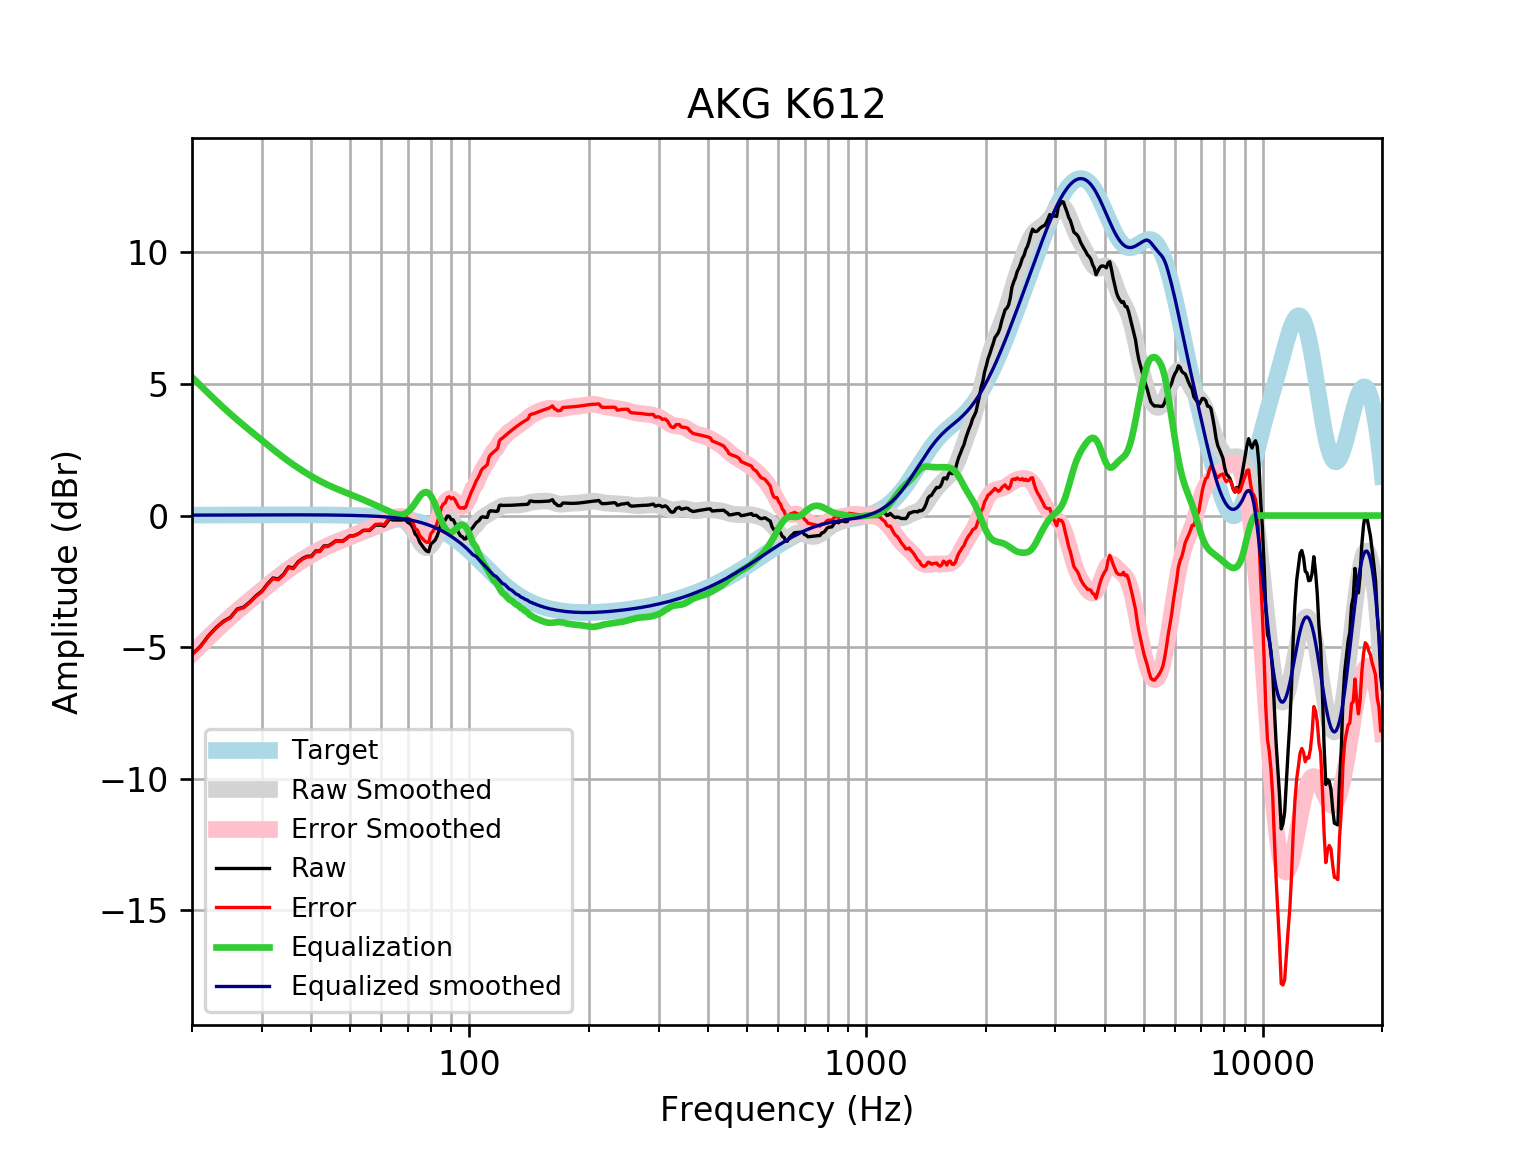 AKG K612
Amplitude (dBr)
10
5
0
−5
−10
−15
Target
Raw Smoothed
Error Smoothed
Raw
Error
Equalization
Equalized smoothed
100 1000 10000
Frequency (Hz)